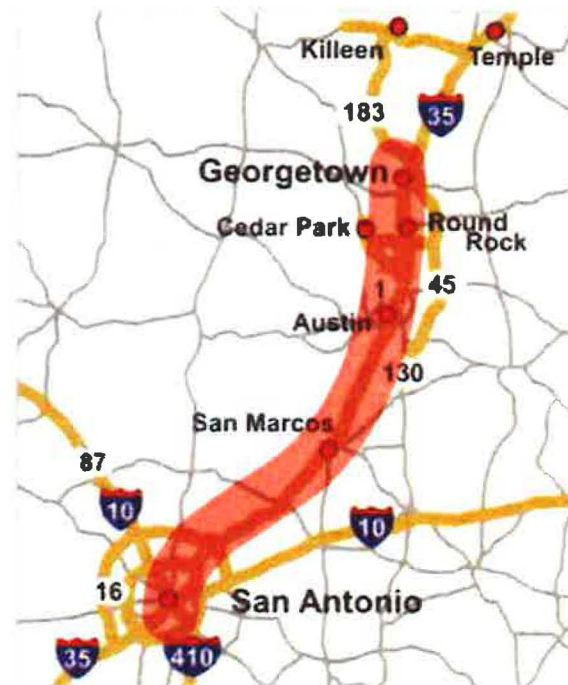 Killeen
Temple
183
35
Georgetown
Cedar Park
Round
Rock
1
45
Austin
130
San Marcos
87
10
10
16
San Antonio
35
410